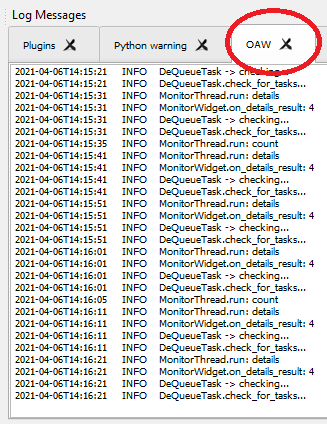 Log Messages
Plugins Python warning OAW
2021-04-06T14:15:21 INFO DeQueueTask -> checking...
2021-04-06T14:15:21 INFO DeQueueTask.check_for_tasks...
2021-04-06T14:15:31 INFO MonitorThread.run: details
2021-04-06T14:15:31 INFO MonitorWidget.on_details_result: 4
2021-04-06T14:15:31 INFO DeQueueTask -> checking...
2021-04-06T14:15:31 INFO DeQueueTask.check_for_tasks...
2021-04-06T14:15:35 INFO MonitorThread.run: count
2021-04-06T14:15:41 INFO MonitorThread.run: details
2021-04-06T14:15:41 INFO MonitorWidget.on_details_result: 4
2021-04-06T14:15:41 INFO DeQueueTask -> checking...
2021-04-06T14:15:41 INFO DeQueueTask.check_for_tasks...
2021-04-06T14:15:51 INFO MonitorThread.run: details
2021-04-06T14:15:51 INFO MonitorWidget.on_details_result: 4
2021-04-06T14:15:51 INFO DeQueueTask -> checking...
2021-04-06T14:15:51 INFO DeQueueTask.check_for_tasks...
2021-04-06T14:16:01 INFO MonitorThread.run: details
2021-04-06T14:16:01 INFO MonitorWidget.on_details_result: 4
2021-04-06T14:16:01 INFO DeQueueTask -> checking...
2021-04-06T14:16:01 INFO DeQueueTask.check_for_tasks...
2021-04-06T14:16:05 INFO MonitorThread.run: count
2021-04-06T14:16:11 INFO MonitorThread.run: details
2021-04-06T14:16:11 INFO MonitorWidget.on_details_result: 4
2021-04-06T14:16:11 INFO DeQueueTask -> checking...
2021-04-06T14:16:11 INFO DeQueueTask.check_for_tasks...
2021-04-06T14:16:21 INFO MonitorThread.run: details
2021-04-06T14:16:21 INFO MonitorWidget.on_details_result: 4
2021-04-06T14:16:21 INFO DeQueueTask -> checking...
2021-04-06T14:16:21 INFO DeQueueTask.check_for_tasks...